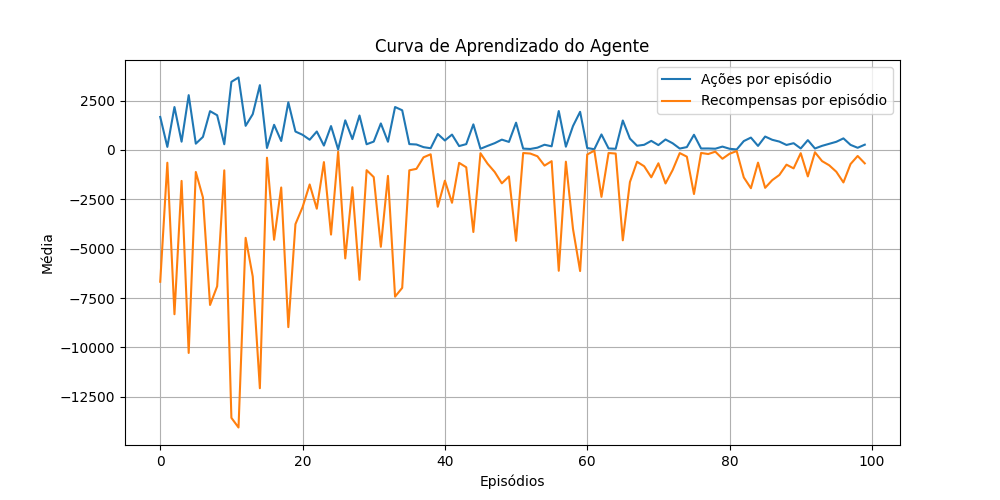 Curva de Aprendizado do Agente
Ações por episódio
Recompensas por episódio
2500
0
−2500
−5000
−7500
−10000
−12500
Média
0
20
40
60
80
100
Episódios